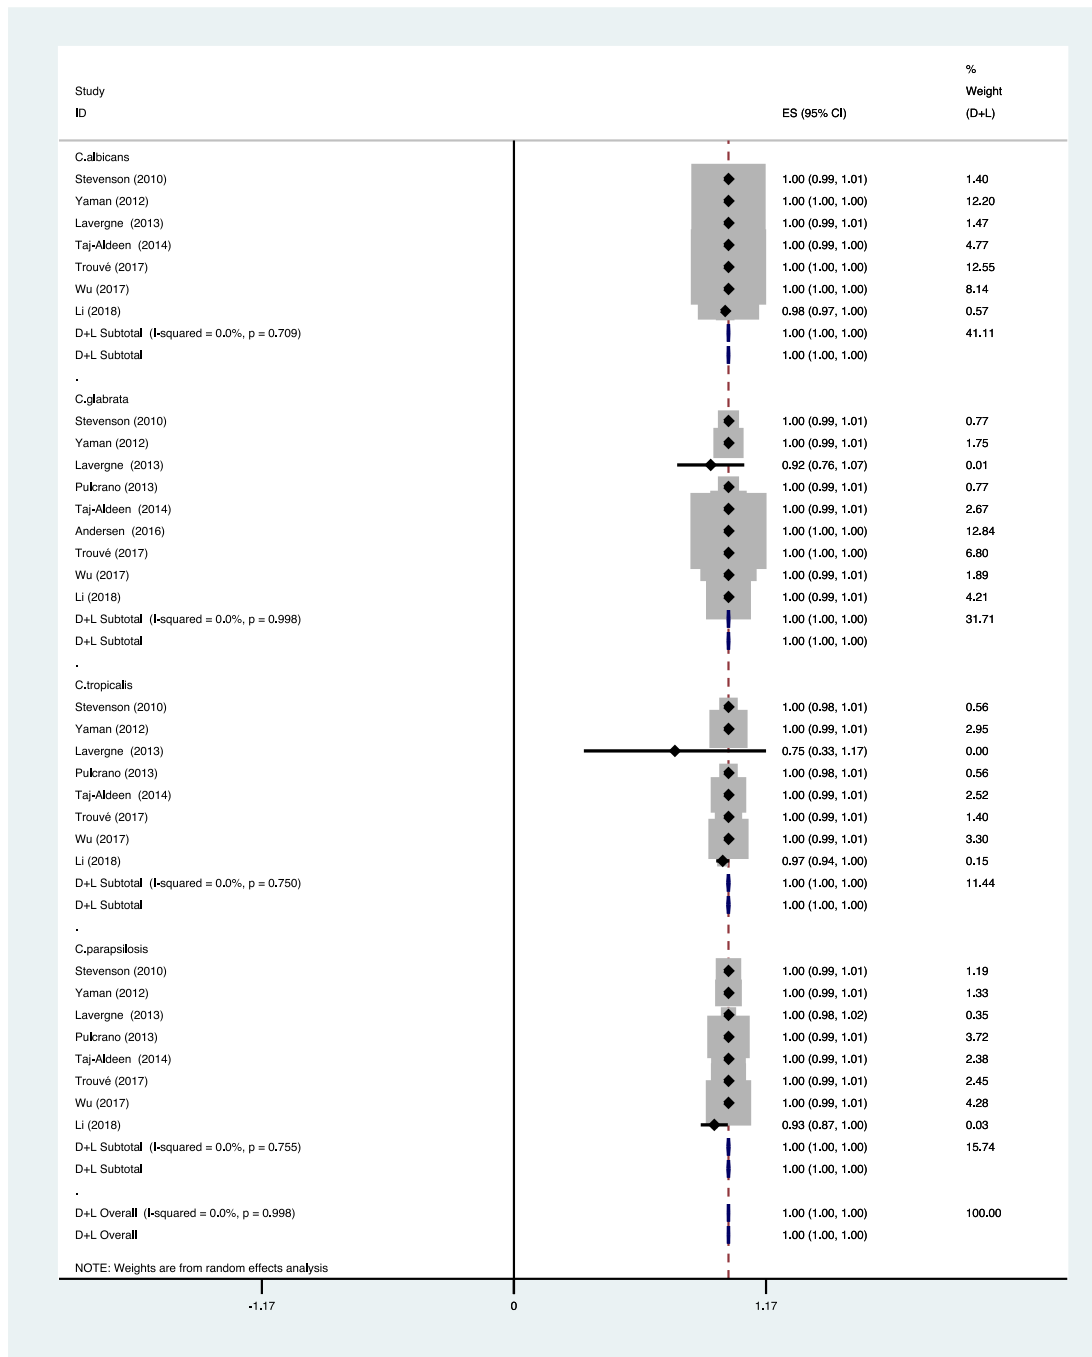 %
Study Weight
ID ES (95% CI) (D+L)
C.albicans
Stevenson (2010) 1.00 (0.99, 1.01) 1.40
Yaman (2012) 1.00 (1.00, 1.00) 12.20
Lavergne (2013) 1.00 (0.99, 1.01) 1.47
Taj-Aldeen (2014) 1.00 (0.99, 1.01) 4.77
Trouvé (2017) 1.00 (1.00, 1.00) 12.55
Wu (2017) 1.00 (1.00, 1.00) 8.14
Li (2018) 0.98 (0.97, 1.00) 0.57
D+L Subtotal (I-squared = 0.0%, p = 0.709) 1.00 (1.00, 1.00) 41.11
D+L Subtotal 1.00 (1.00, 1.00)
.
C.glabrata
Stevenson (2010) 1.00 (0.99, 1.01) 0.77
Yaman (2012) 1.00 (0.99, 1.01) 1.75
Lavergne (2013) 0.92 (0.76, 1.07) 0.01
Pulcrano (2013) 1.00 (0.99, 1.01) 0.77
Taj-Aldeen (2014) 1.00 (0.99, 1.01) 2.67
Andersen (2016) 1.00 (1.00, 1.00) 12.84
Trouvé (2017) 1.00 (1.00, 1.00) 6.80
Wu (2017) 1.00 (0.99, 1.01) 1.89
Li (2018) 1.00 (0.99, 1.01) 4.21
D+L Subtotal (I-squared = 0.0%, p = 0.998) 1.00 (1.00, 1.00) 31.71
D+L Subtotal 1.00 (1.00, 1.00)
.
C.tropicalis
Stevenson (2010) 1.00 (0.98, 1.01) 0.56
Yaman (2012) 1.00 (0.99, 1.01) 2.95
Lavergne (2013) 0.75 (0.33, 1.17) 0.00
Pulcrano (2013) 1.00 (0.98, 1.01) 0.56
Taj-Aldeen (2014) 1.00 (0.99, 1.01) 2.52
Trouvé (2017) 1.00 (0.99, 1.01) 1.40
Wu (2017) 1.00 (0.99, 1.01) 3.30
Li (2018) 0.97 (0.94, 1.00) 0.15
D+L Subtotal (I-squared = 0.0%, p = 0.750) 1.00 (1.00, 1.00) 11.44
D+L Subtotal 1.00 (1.00, 1.00)
.
C.parapsilosis
Stevenson (2010) 1.00 (0.99, 1.01) 1.19
Yaman (2012) 1.00 (0.99, 1.01) 1.33
Lavergne (2013) 1.00 (0.98, 1.02) 0.35
Pulcrano (2013) 1.00 (0.99, 1.01) 3.72
Taj-Aldeen (2014) 1.00 (0.99, 1.01) 2.38
Trouvé (2017) 1.00 (0.99, 1.01) 2.45
Wu (2017) 1.00 (0.99, 1.01) 4.28
Li (2018) 0.93 (0.87, 1.00) 0.03
D+L Subtotal (I-squared = 0.0%, p = 0.755) 1.00 (1.00, 1.00) 15.74
D+L Subtotal 1.00 (1.00, 1.00)
.
D+L Overall (I-squared = 0.0%, p = 0.998) 1.00 (1.00, 1.00) 100.00
D+L Overall 1.00 (1.00, 1.00)
NOTE: Weights are from random effects analysis
-1.17 0 1.17